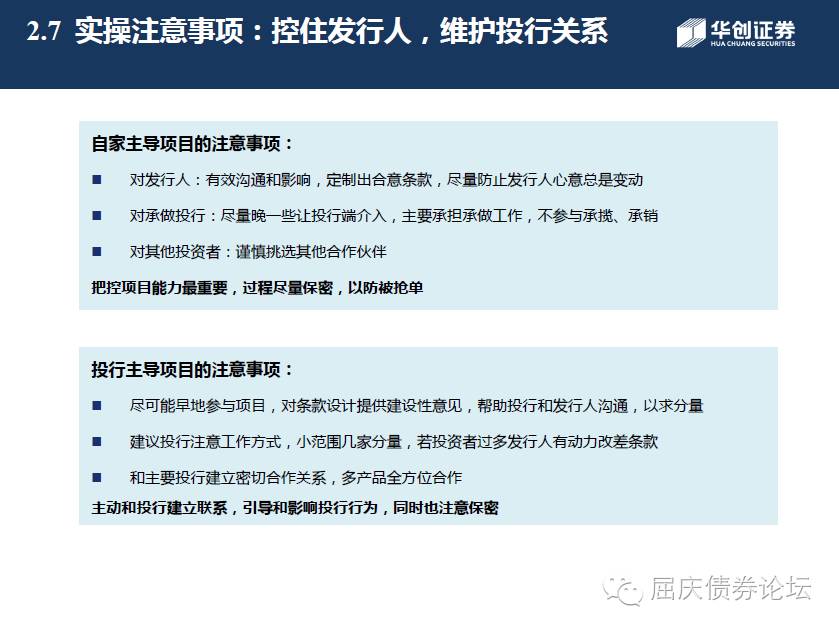 2.7 实操注意事项：控住发行人，维护投行关系
华创证券
HUA CHUANG SECURITIES
自家主导项目的注意事项：
■ 对发行人：有效沟通和影响，定制出合意条款，尽量防止发行人心意总是变动
■ 对承做投行：尽量晚一些让投行端介入，主要承担承做工作，不参与承揽、承销
■ 对其他投资者：谨慎挑选其他合作伙伴
把控项目能力最重要，过程尽量保密，以防被抢单
投行主导项目的注意事项：
■ 尽可能早地参与项目，对条款设计提供建设性意见，帮助投行和发行人沟通，以求分量
■ 建议投行注意工作方式，小范围几家分量，若投资者过多发行人有动力改差条款
■ 和主要投行建立密切合作关系，多产品全方位合作
主动和投行建立联系，引导和影响投行行为，同时也注意保密
屈庆债券论坛